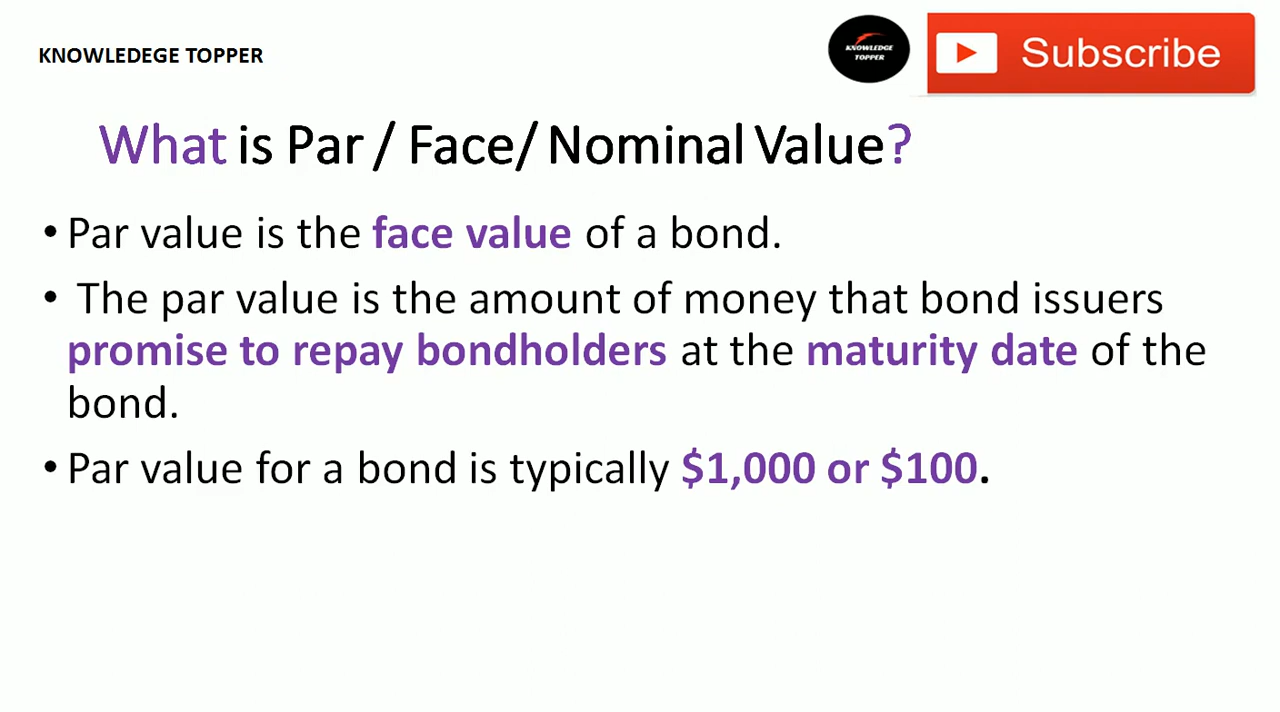 KNOWLEDEGE TOPPER
KNOWLEDGE
TOPPER
Subscribe
What is Par / Face/ Nominal Value?
• Par value is the face value of a bond.
• The par value is the amount of money that bond issuers
promise to repay bondholders at the maturity date of the
bond.
• Par value for a bond is typically $1,000 or $100.